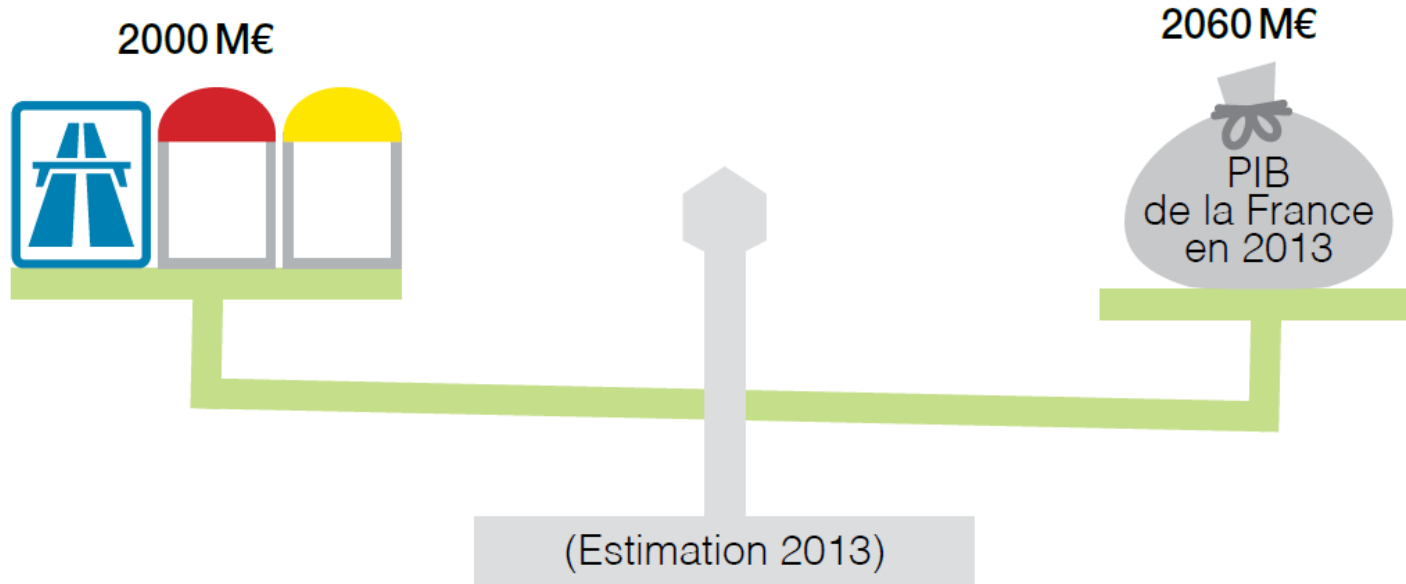 2000 M€
2060 M€
PIB
de la France
en 2013
(Estimation 2013)